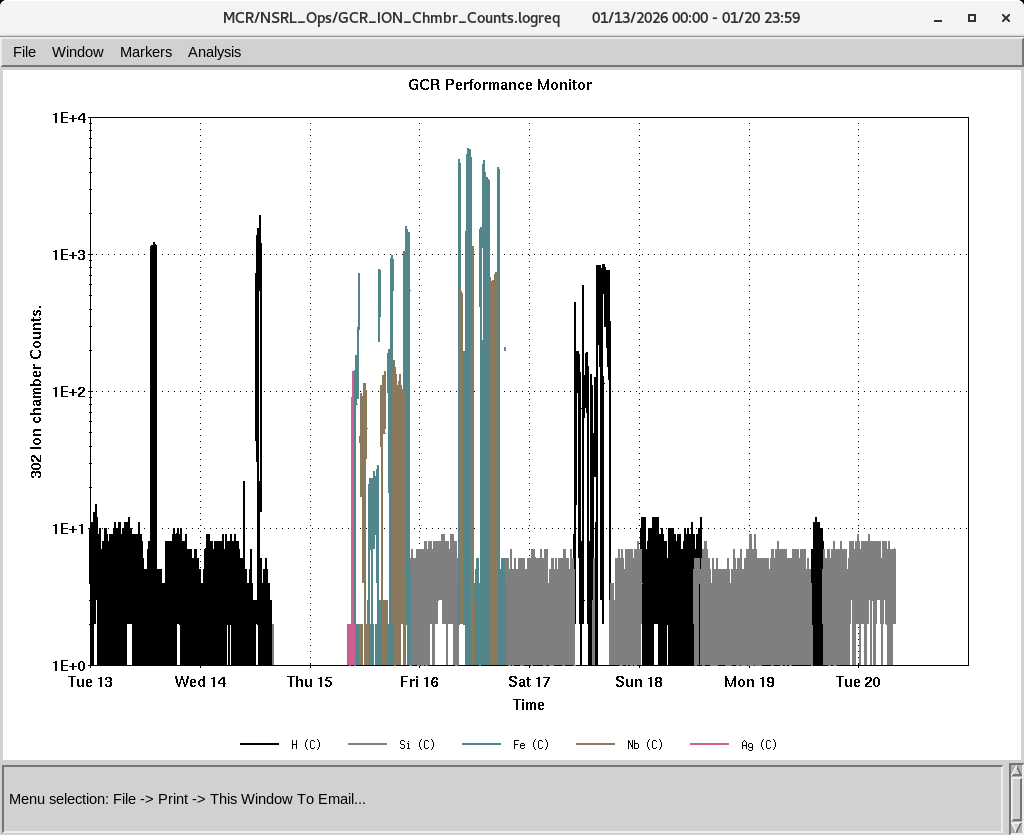 MCR/NSRL_Ops/GCR_ION_Chmbr_Counts.logreq 01/13/2026 00:00 - 01/20 23:59
File Window Markers Analysis
GCR Performance Monitor
1E+4
1E+3
1E+2
1E+1
1E+0
302 Ion chamber Counts.
Tue 13 Wed 14 Thu 15 Fri 16 Sat 17 Sun 18 Mon 19 Tue 20
Time
H (C) Si (C) Fe (C) Nb (C) Ag (C)
Menu selection: File -> Print -> This Window To Email...